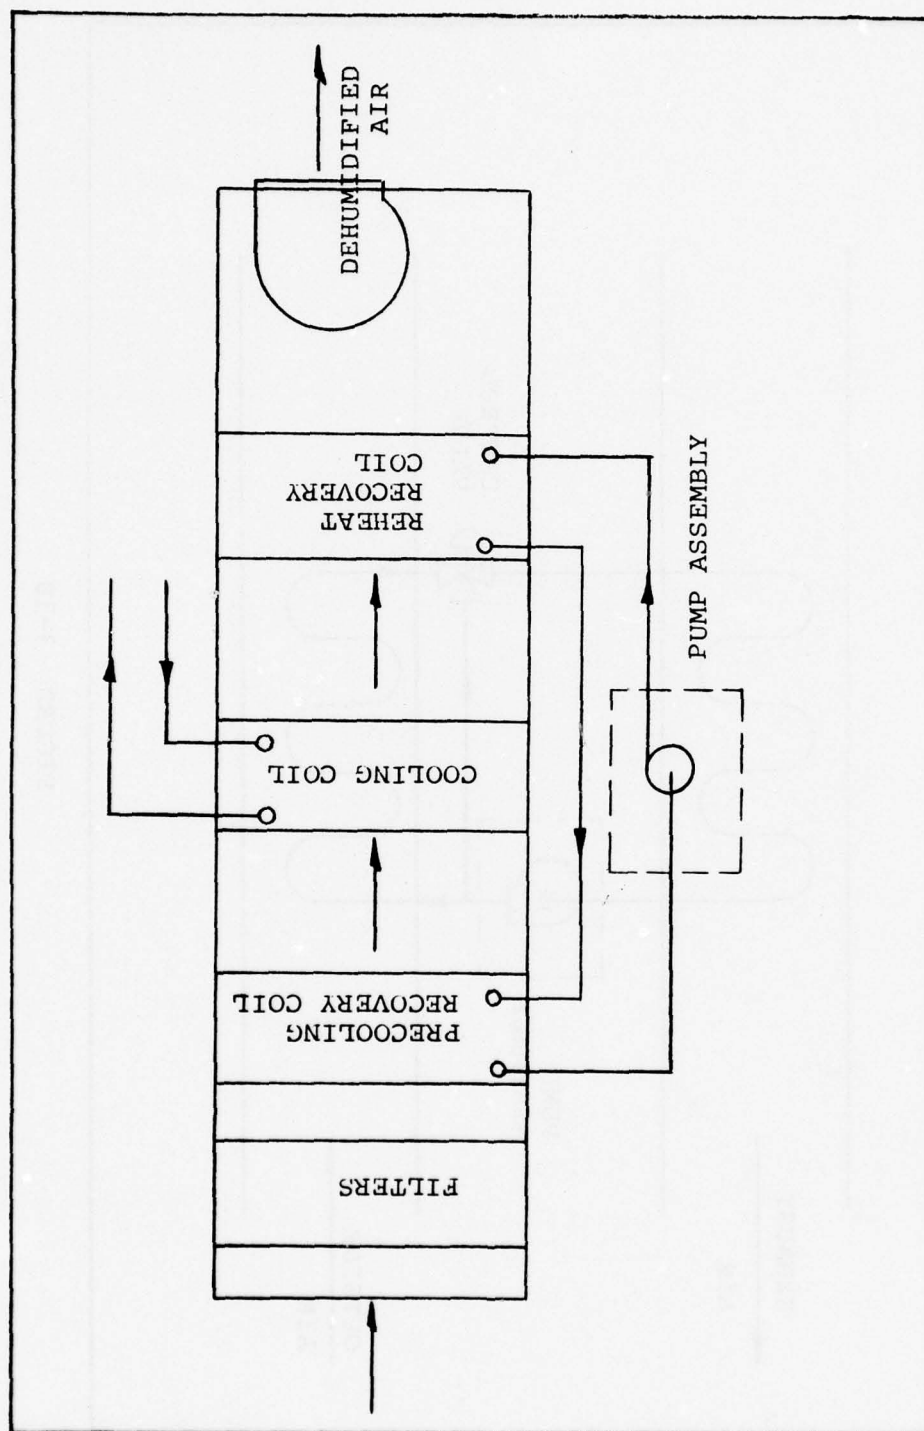 DEHUMIDIFIED
AIR
REHEAT
RECOVERY
COIL
PUMP ASSEMBLY
COOLING COIL
PRECOOLING
RECOVERY COIL
FILTERS